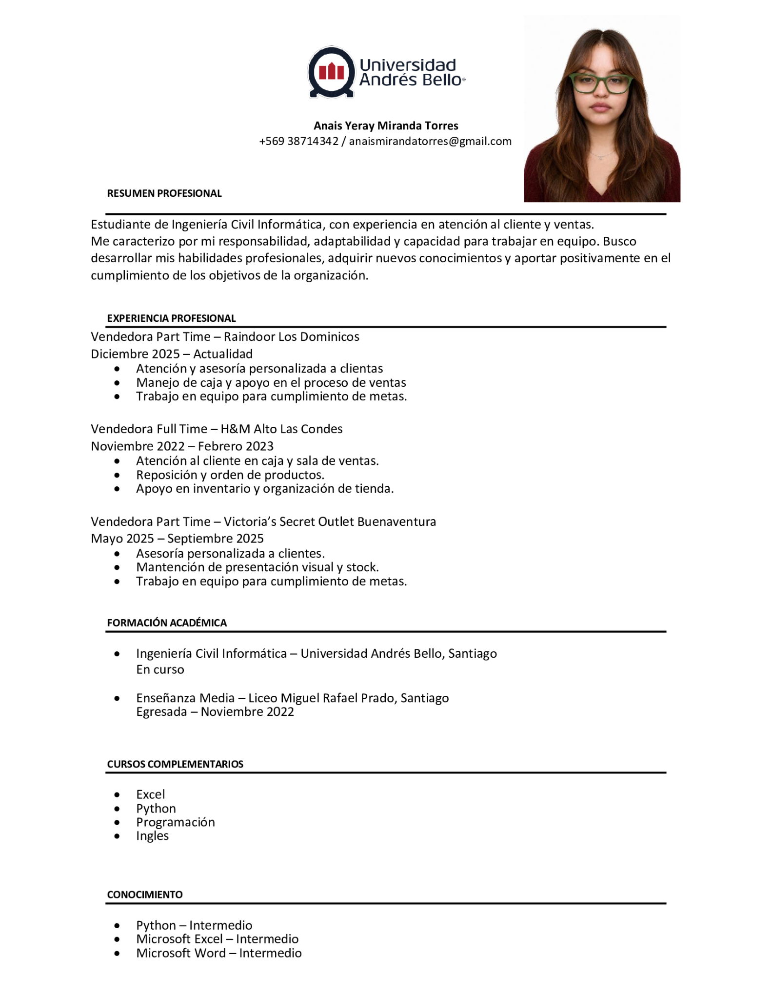 Universidad
Andrés Bello®
Anais Yeray Miranda Torres
+569 38714342 / anaismirandatorres@gmail.com
RESUMEN PROFESIONAL
Estudiante de Ingeniería Civil Informática, con experiencia en atención al cliente y ventas.
Me caracterizo por mi responsabilidad, adaptabilidad y capacidad para trabajar en equipo. Busco
desarrollar mis habilidades profesionales, adquirir nuevos conocimientos y aportar positivamente en el
cumplimiento de los objetivos de la organización.
EXPERIENCIA PROFESIONAL
Vendedora Part Time – Raindoor Los Dominicos
Diciembre 2025 – Actualidad
• Atención y asesoría personalizada a clientas
• Manejo de caja y apoyo en el proceso de ventas
• Trabajo en equipo para cumplimiento de metas.
Vendedora Full Time – H&M Alto Las Condes
Noviembre 2022 – Febrero 2023
• Atención al cliente en caja y sala de ventas.
• Reposición y orden de productos.
• Apoyo en inventario y organización de tienda.
Vendedora Part Time – Victoria’s Secret Outlet Buenaventura
Mayo 2025 – Septiembre 2025
• Asesoría personalizada a clientes.
• Mantención de presentación visual y stock.
• Trabajo en equipo para cumplimiento de metas.
FORMACIÓN ACADÉMICA
• Ingeniería Civil Informática – Universidad Andrés Bello, Santiago
En curso
• Enseñanza Media – Liceo Miguel Rafael Prado, Santiago
Egresada – Noviembre 2022
CURSOS COMPLEMENTARIOS
• Excel
• Python
• Programación
• Ingles
CONOCIMIENTO
• Python – Intermedio
• Microsoft Excel – Intermedio
• Microsoft Word – Intermedio